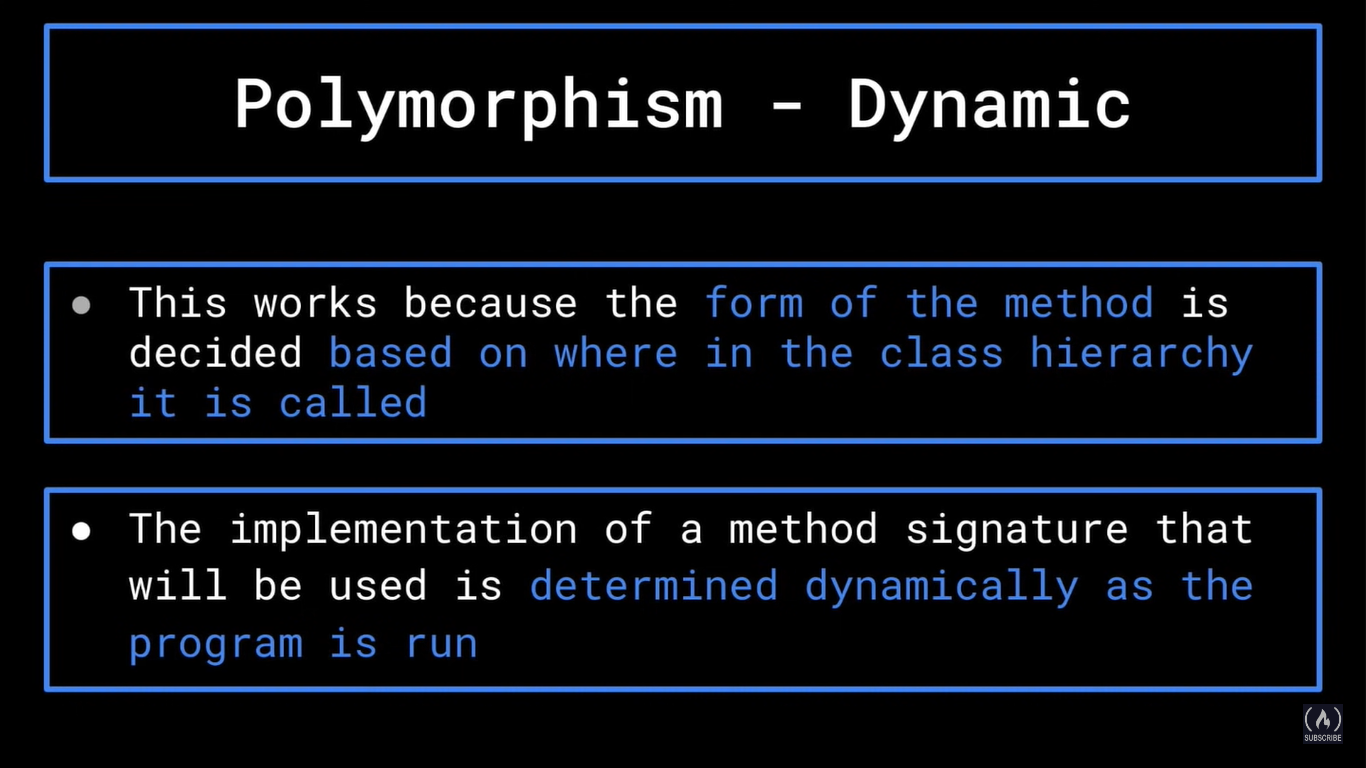 Polymorphism - Dynamic
● This works because the form of the method is
decided based on where in the class hierarchy
it is called
● The implementation of a method signature that
will be used is determined dynamically as the
program is run
SUBSCRIBE